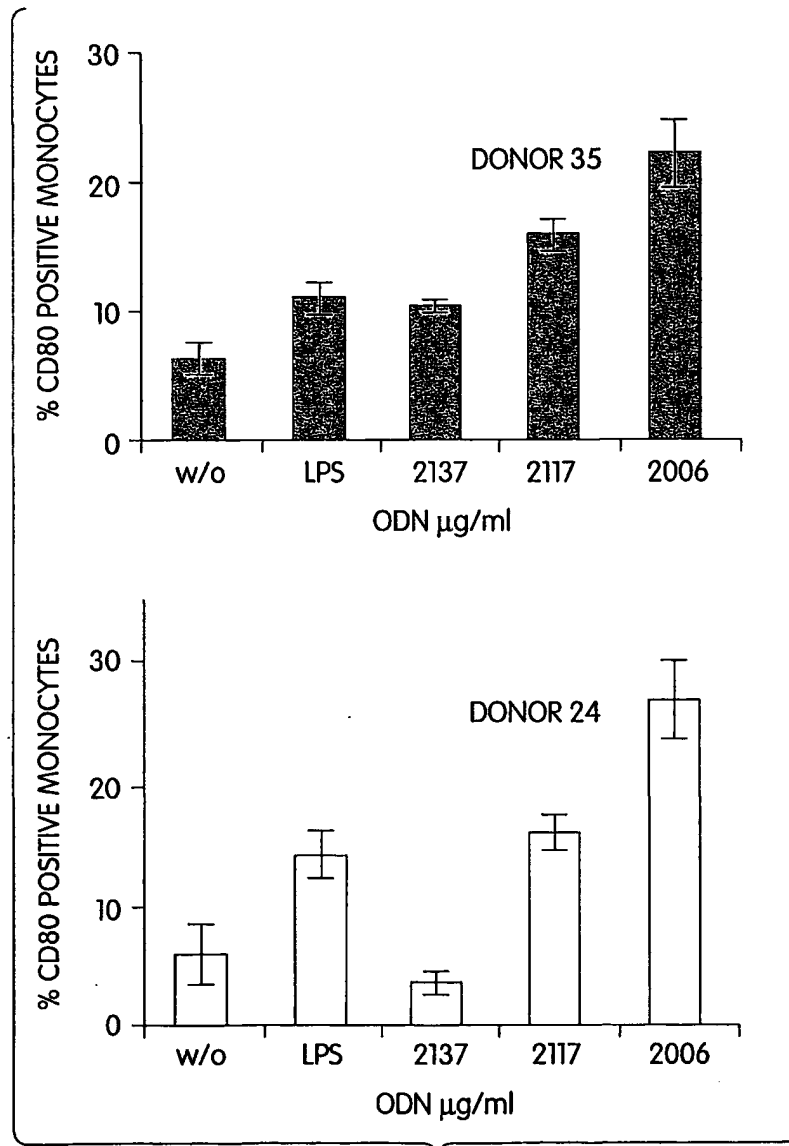 % CD80 POSITIVE MONOCYTES
30
20
10
0
DONOR 35
w/o LPS 2137 2117 2006
ODN μg/ml
% CD80 POSITIVE MONOCYTES
30
20
10
0
DONOR 24
w/o LPS 2137 2117 2006
ODN μg/ml